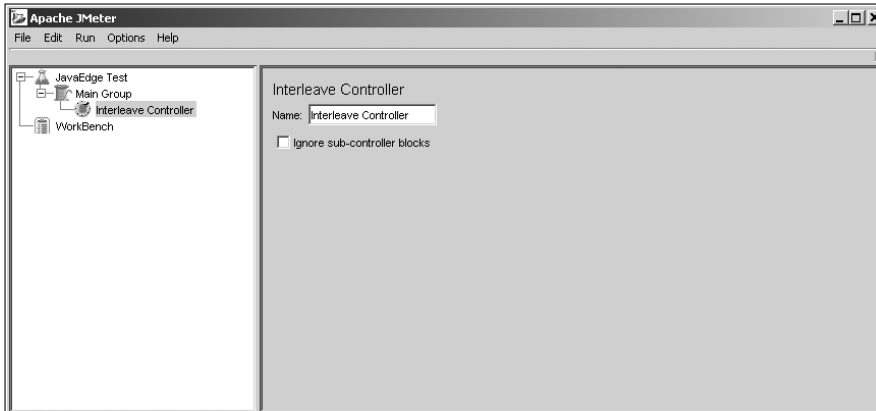 Apache JMeter
File Edit Run Options Help
JavaEdge Test
Main Group
Interleave Controller
WorkBench
Interleave Controller
Name: Interleave Controller
Ignore sub-controller blocks